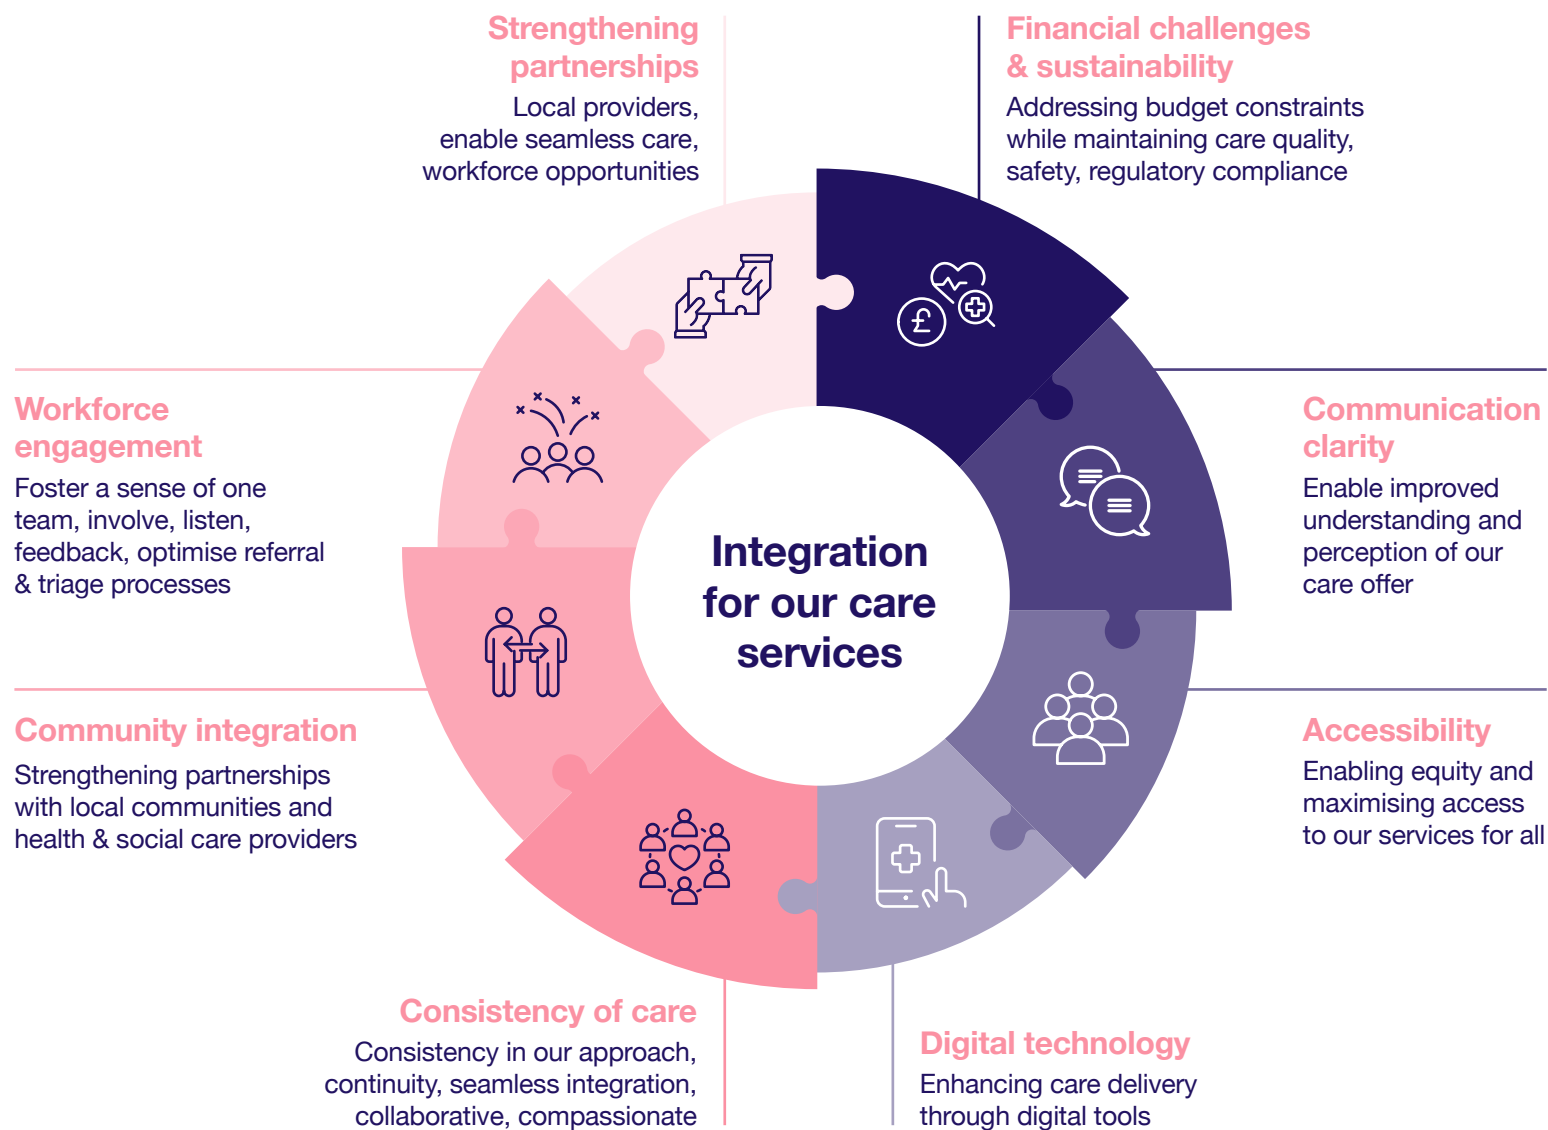 Strengthening
partnerships
Local providers,
enable seamless care,
workforce opportunities
Financial challenges
& sustainability
Addressing budget constraints
while maintaining care quality,
safety, regulatory compliance
£
Workforce
engagement
Foster a sense of one
team, involve, listen,
feedback, optimise referral
& triage processes
Communication
clarity
Enable improved
understanding and
perception of our
care offer
Integration
for our care
services
Community integration
Strengthening partnerships
with local communities and
health & social care providers
Accessibility
Enabling equity and
maximising access
to our services for all
Consistency of care
Consistency in our approach,
continuity, seamless integration,
collaborative, compassionate
Digital technology
Enhancing care delivery
through digital tools